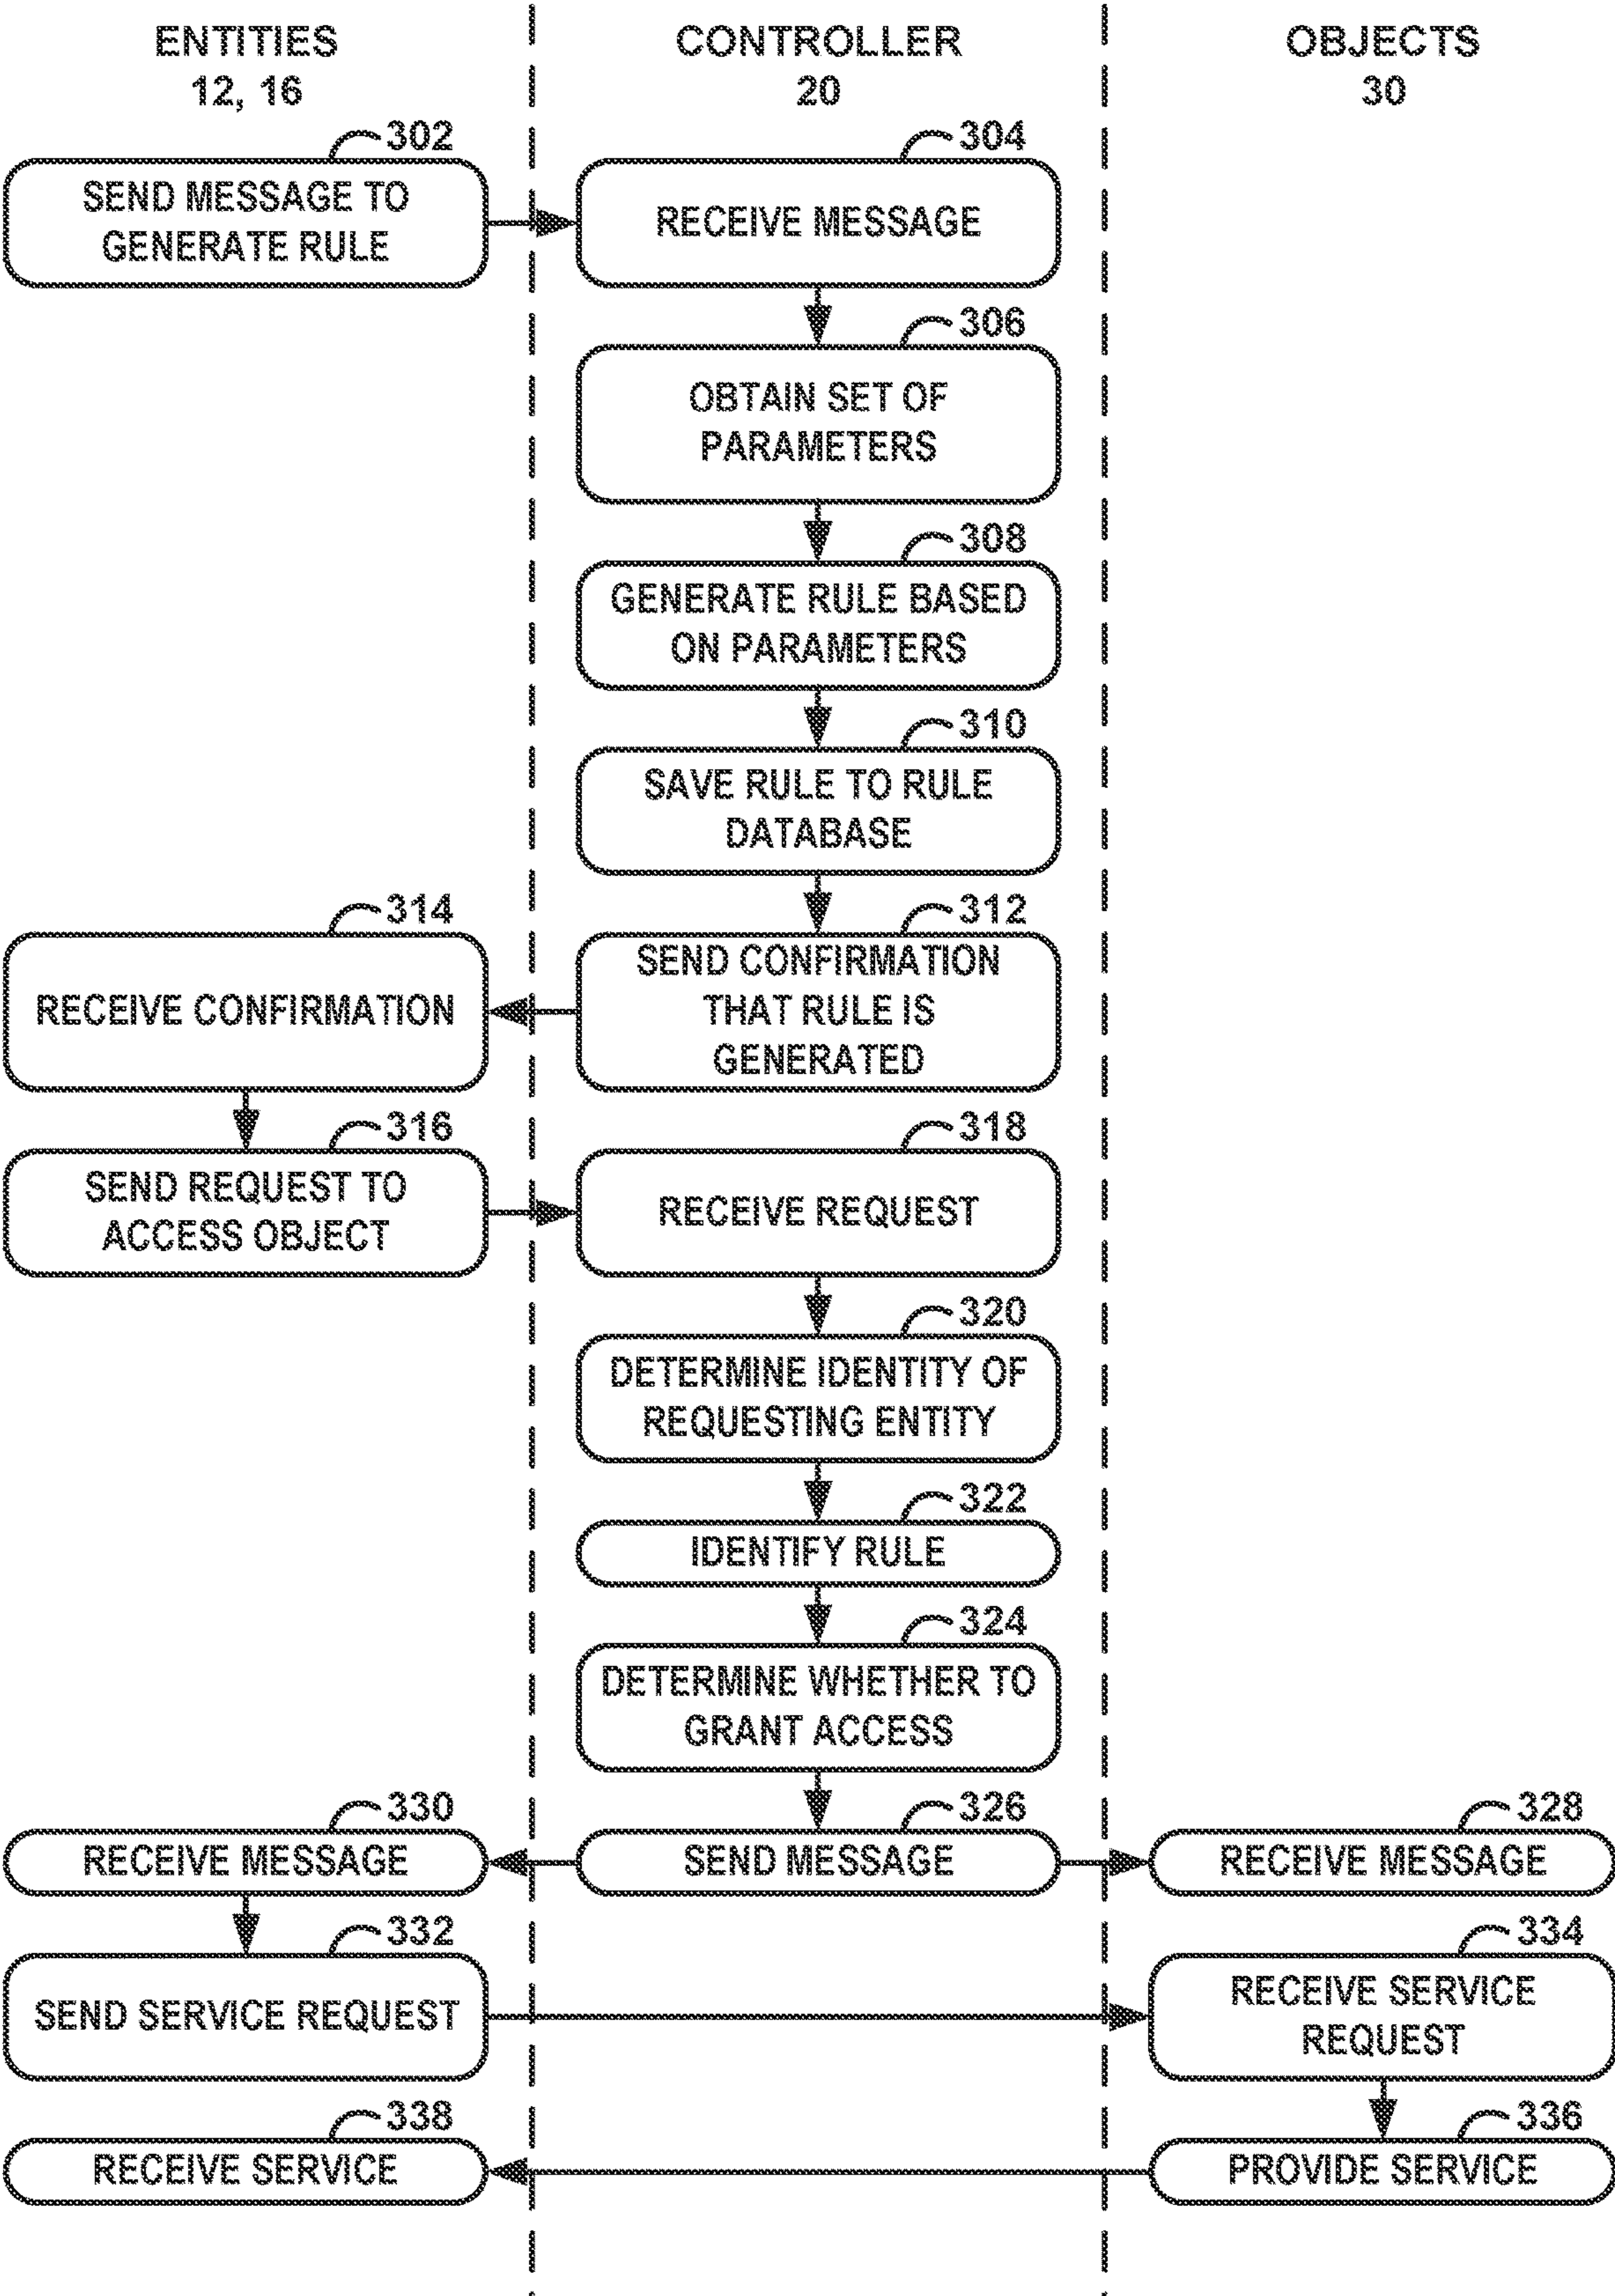 ENTITIES
12, 16
CONTROLLER
20
OBJECTS
30
302
SEND MESSAGE TO
GENERATE RULE
304
RECEIVE MESSAGE
306
OBTAIN SET OF
PARAMETERS
308
GENERATE RULE BASED
ON PARAMETERS
310
SAVE RULE TO RULE
DATABASE
312
SEND CONFIRMATION
THAT RULE IS
GENERATED
314
RECEIVE CONFIRMATION
316
SEND REQUEST TO
ACCESS OBJECT
318
RECEIVE REQUEST
320
DETERMINE IDENTITY OF
REQUESTING ENTITY
322
IDENTIFY RULE
324
DETERMINE WHETHER TO
GRANT ACCESS
330
RECEIVE MESSAGE
326
SEND MESSAGE
328
RECEIVE MESSAGE
332
SEND SERVICE REQUEST
334
RECEIVE SERVICE
REQUEST
338
RECEIVE SERVICE
336
PROVIDE SERVICE